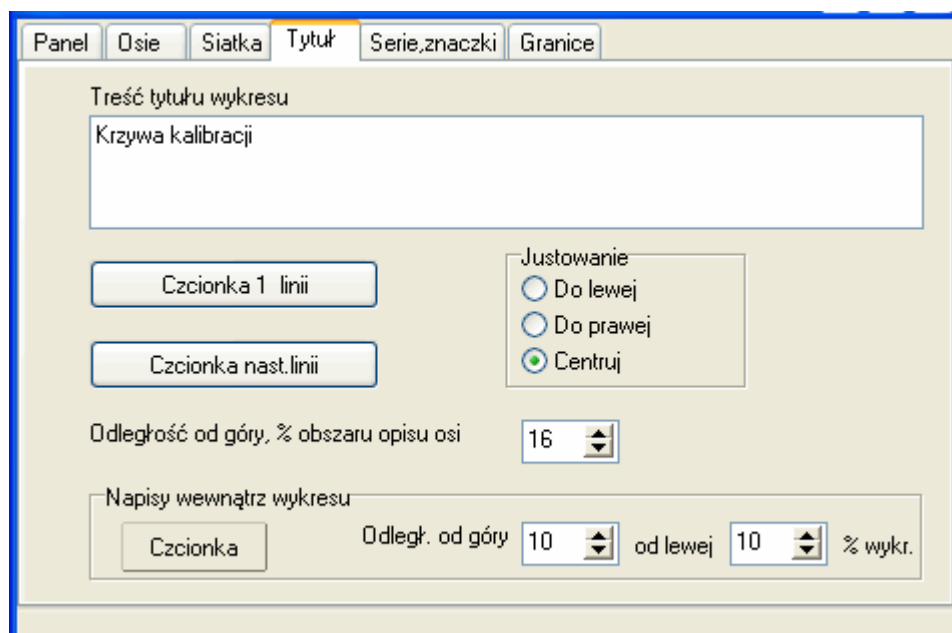 Panel Osie Siatka Tytuł Serie,znaczki Granice
Treść tytułu wykresu
Krzywa kalibracji
Justowanie
Czcionka 1 linii
Do lewej
Do prawej
Czcionka nast.linii
Centruj
Odległość od góry, % obszaru opisu osi 16
Napisy wewnątrz wykresu
Czcionka Odległ. od góry 10 od lewej 10 % wykr.